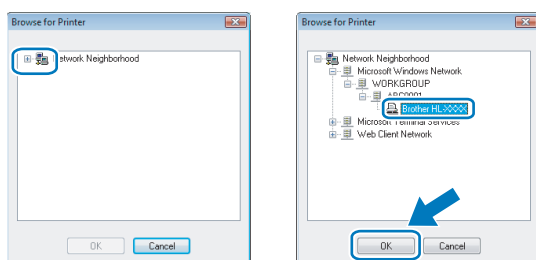 Browse for Printer
Network Neighborhood
OK Cancel
Browse for Printer
Network Neighborhood
Microsoft Windows Network
WORKGROUP
Brother HL-XXXX
Microsoft Terminal Services
Web Client Network
OK Cancel